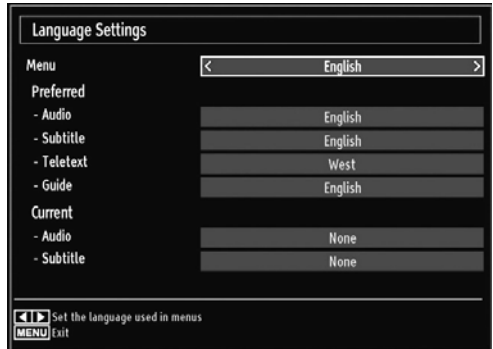 Language Settings
Menu < English >
Preferred
- Audio English
- Subtitle English
- Teletext West
- Guide English
Current
- Audio None
- Subtitle None
Set the language used in menus
MENU Exit